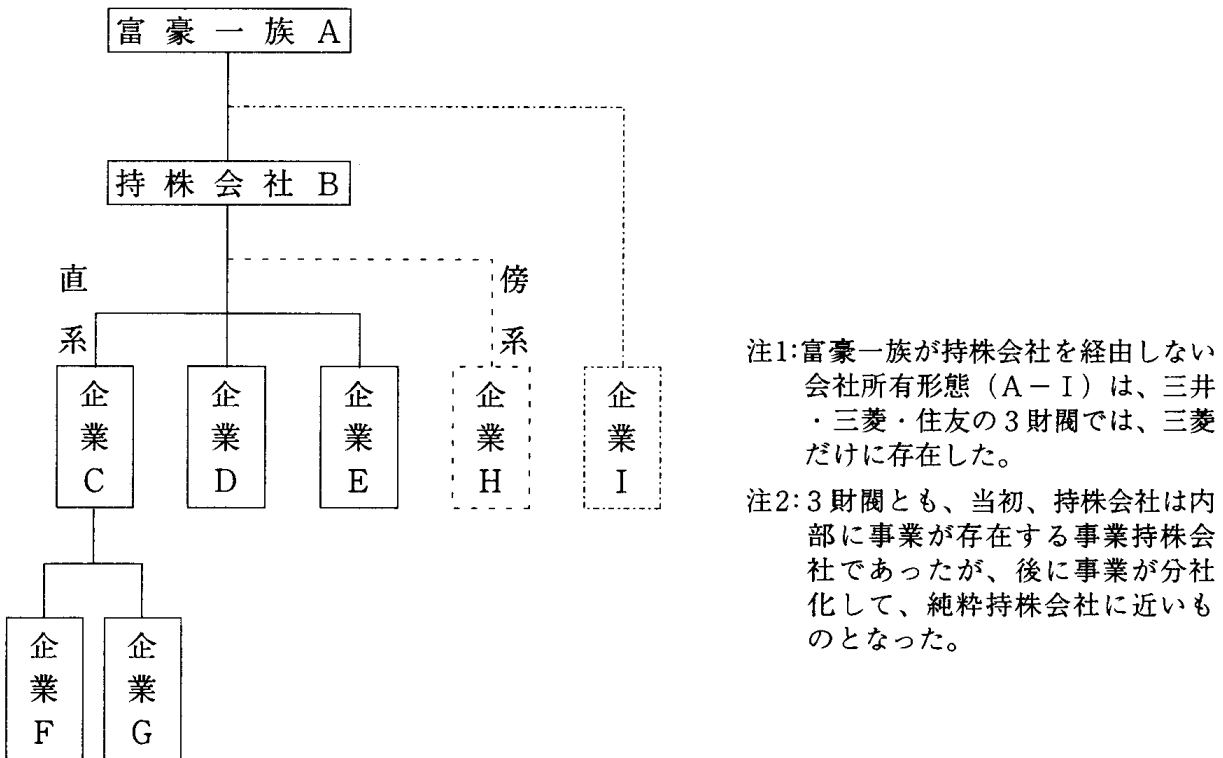 富豪一族A
持株会社B
直系
傍系
企業C
企業D
企業E
企業H
企業I
企業F
企業G
注1:富豪一族が持株会社を経由しない
会社所有形態（A－I）は、三井
・三菱・住友の3財閥では、三菱
だけに存在した。
注2:3財閥とも、当初、持株会社は内
部に事業が存在する事業持株会
社であったが、後に事業が分社
化して、純粋持株会社に近いも
のとなった。